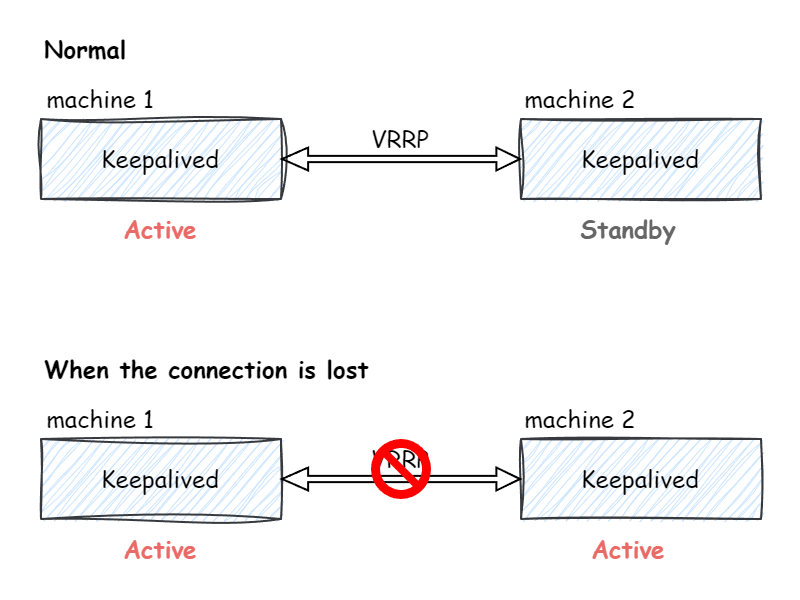 Normal
machine 1
machine 2
VRRP
Keepalived
Keepalived
Active
Standby
When the connection is lost
machine 1
machine 2
VRRP
Keepalived
Keepalived
Active
Active